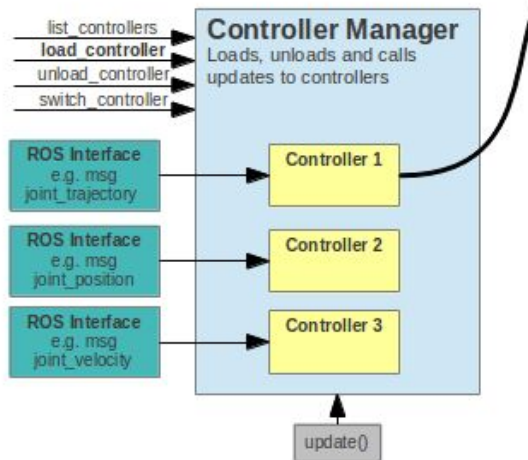 list_controllers
load_controller
unload_controller
switch_controller
Controller Manager
Loads, unloads and calls
updates to controllers
ROS Interface
e.g. msg
joint_trajectory
Controller 1
ROS Interface
e.g. msg
joint_position
Controller 2
ROS Interface
e.g. msg
joint_velocity
Controller 3
update()